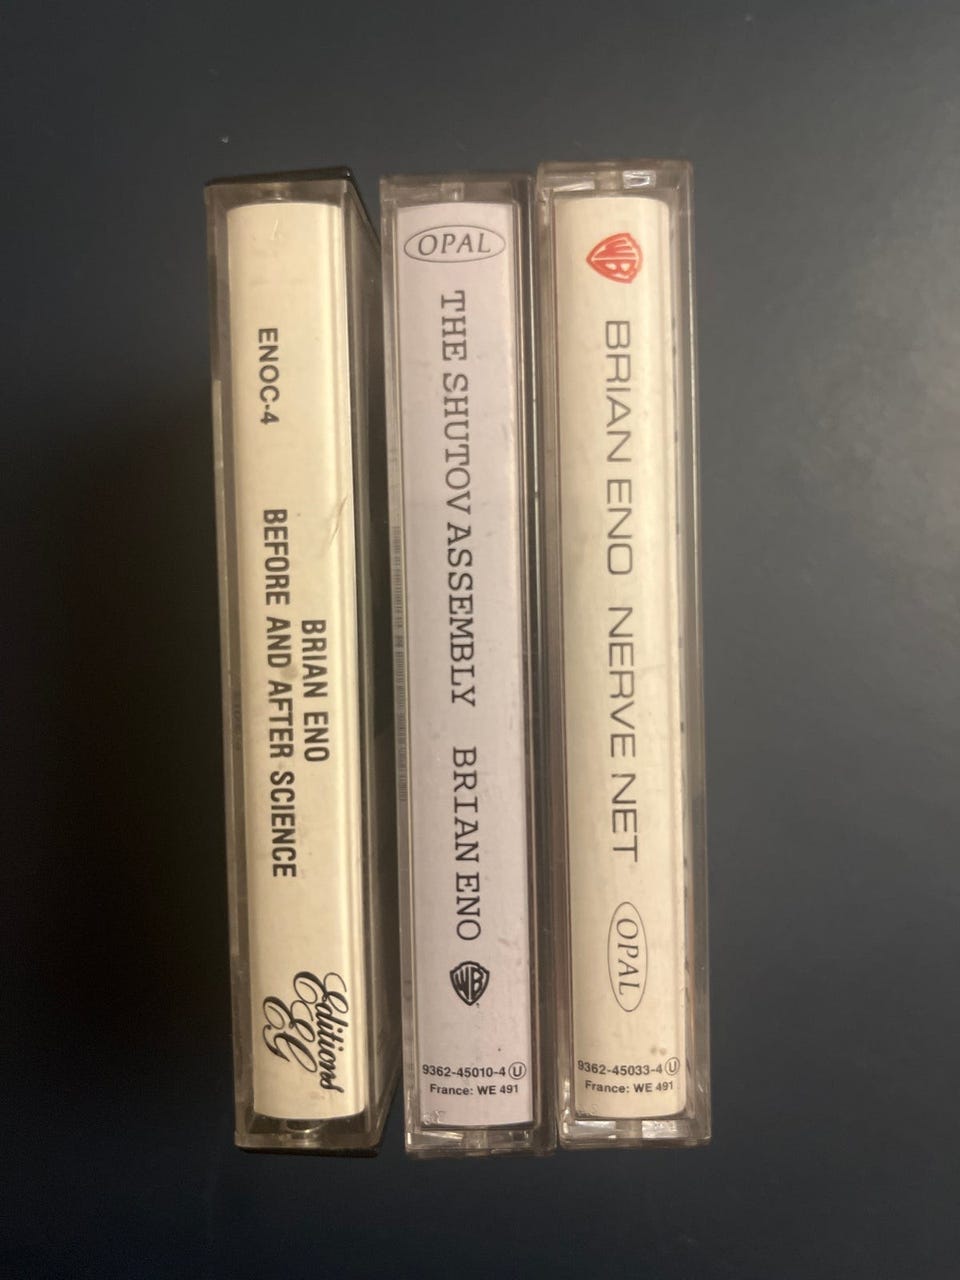 ENOC-4
BRIAN ENO
BEFORE AND AFTER SCIENCE
Editions
EG
OPAL
THE SHUTOV ASSEMBLY BRIAN ENO
WB
9362-45010-4 U
France: WE 491
WB
BRIAN ENO NERVE NET
OPAL
9362-45033-4 U
France: WE 491